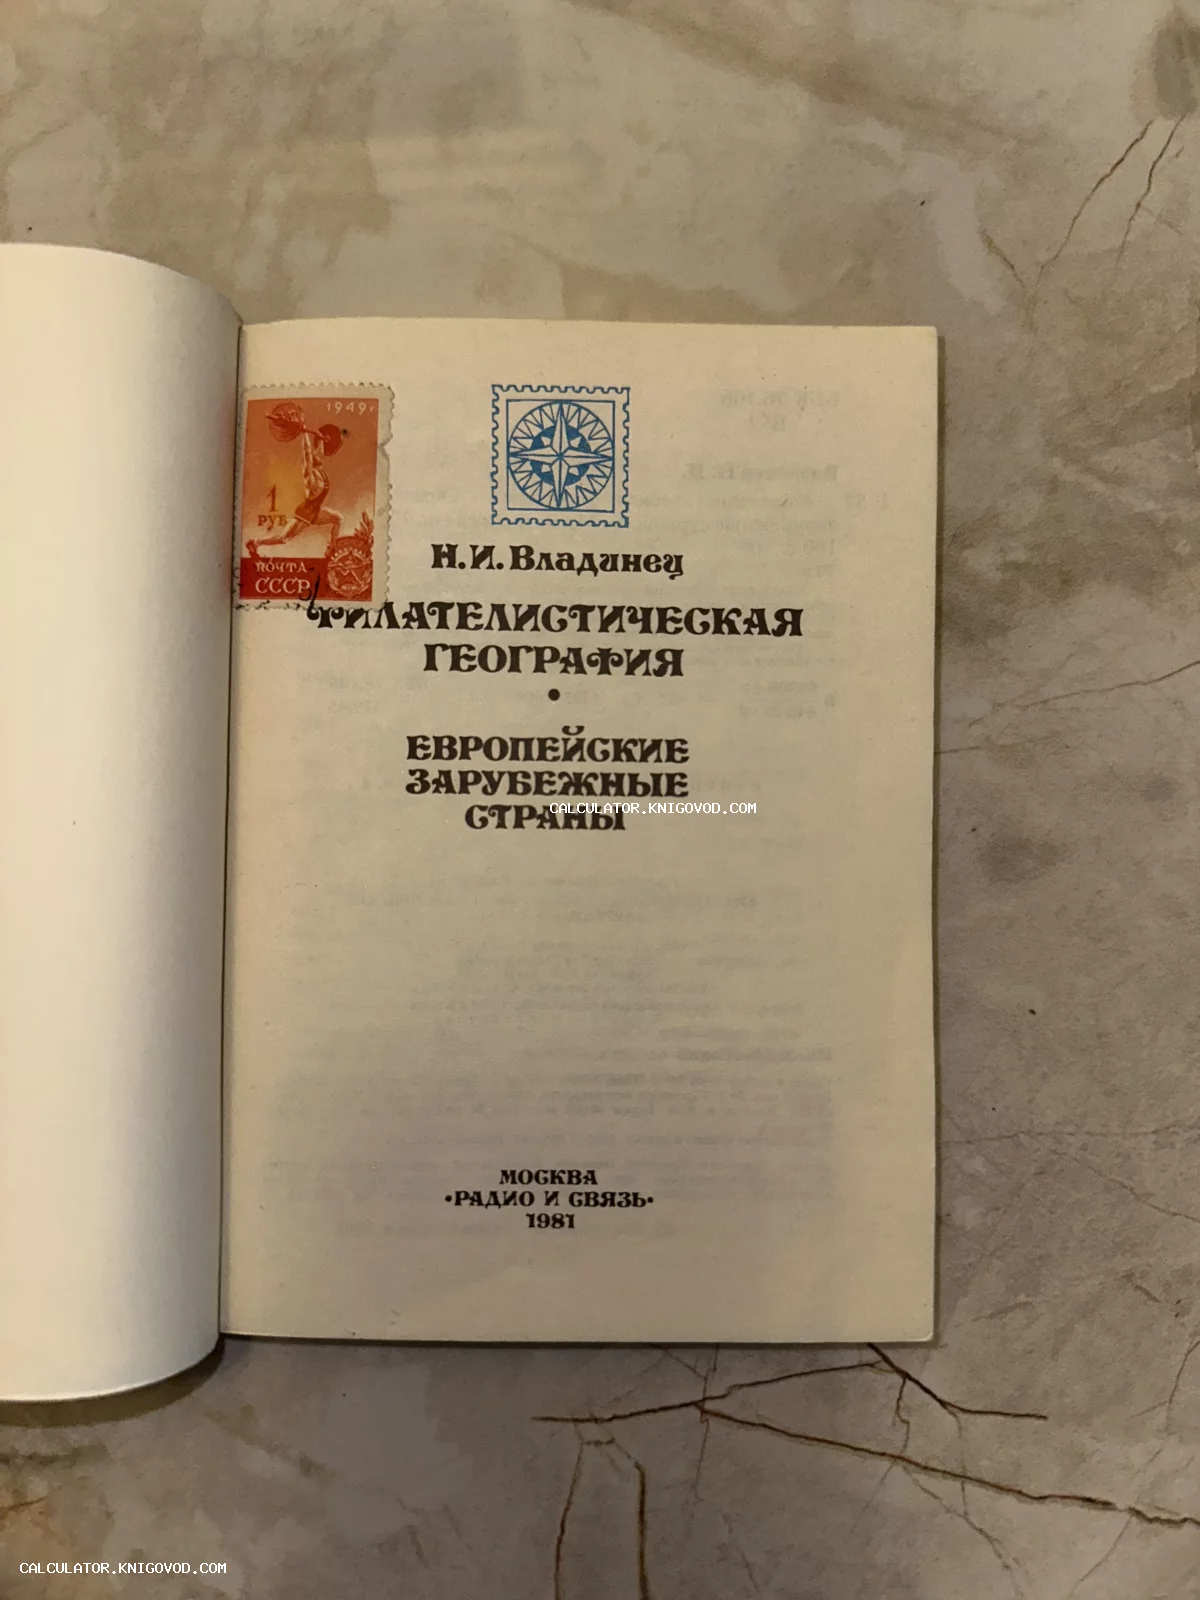 1949г
1
РУБ
ПОЧТА
СССР
Н.И.Владинец
ФИЛАТЕЛИСТИЧЕСКАЯ
ГЕОГРАФИЯ
•
ЕВРОПЕЙСКИЕ
ЗАРУБЕЖНЫЕ
СТРАНЫ
CALCULATOR.KNIGOVOD.COM
МОСКВА
•РАДИО И СВЯЗЬ•
1981
CALCULATOR.KNIGOVOD.COM